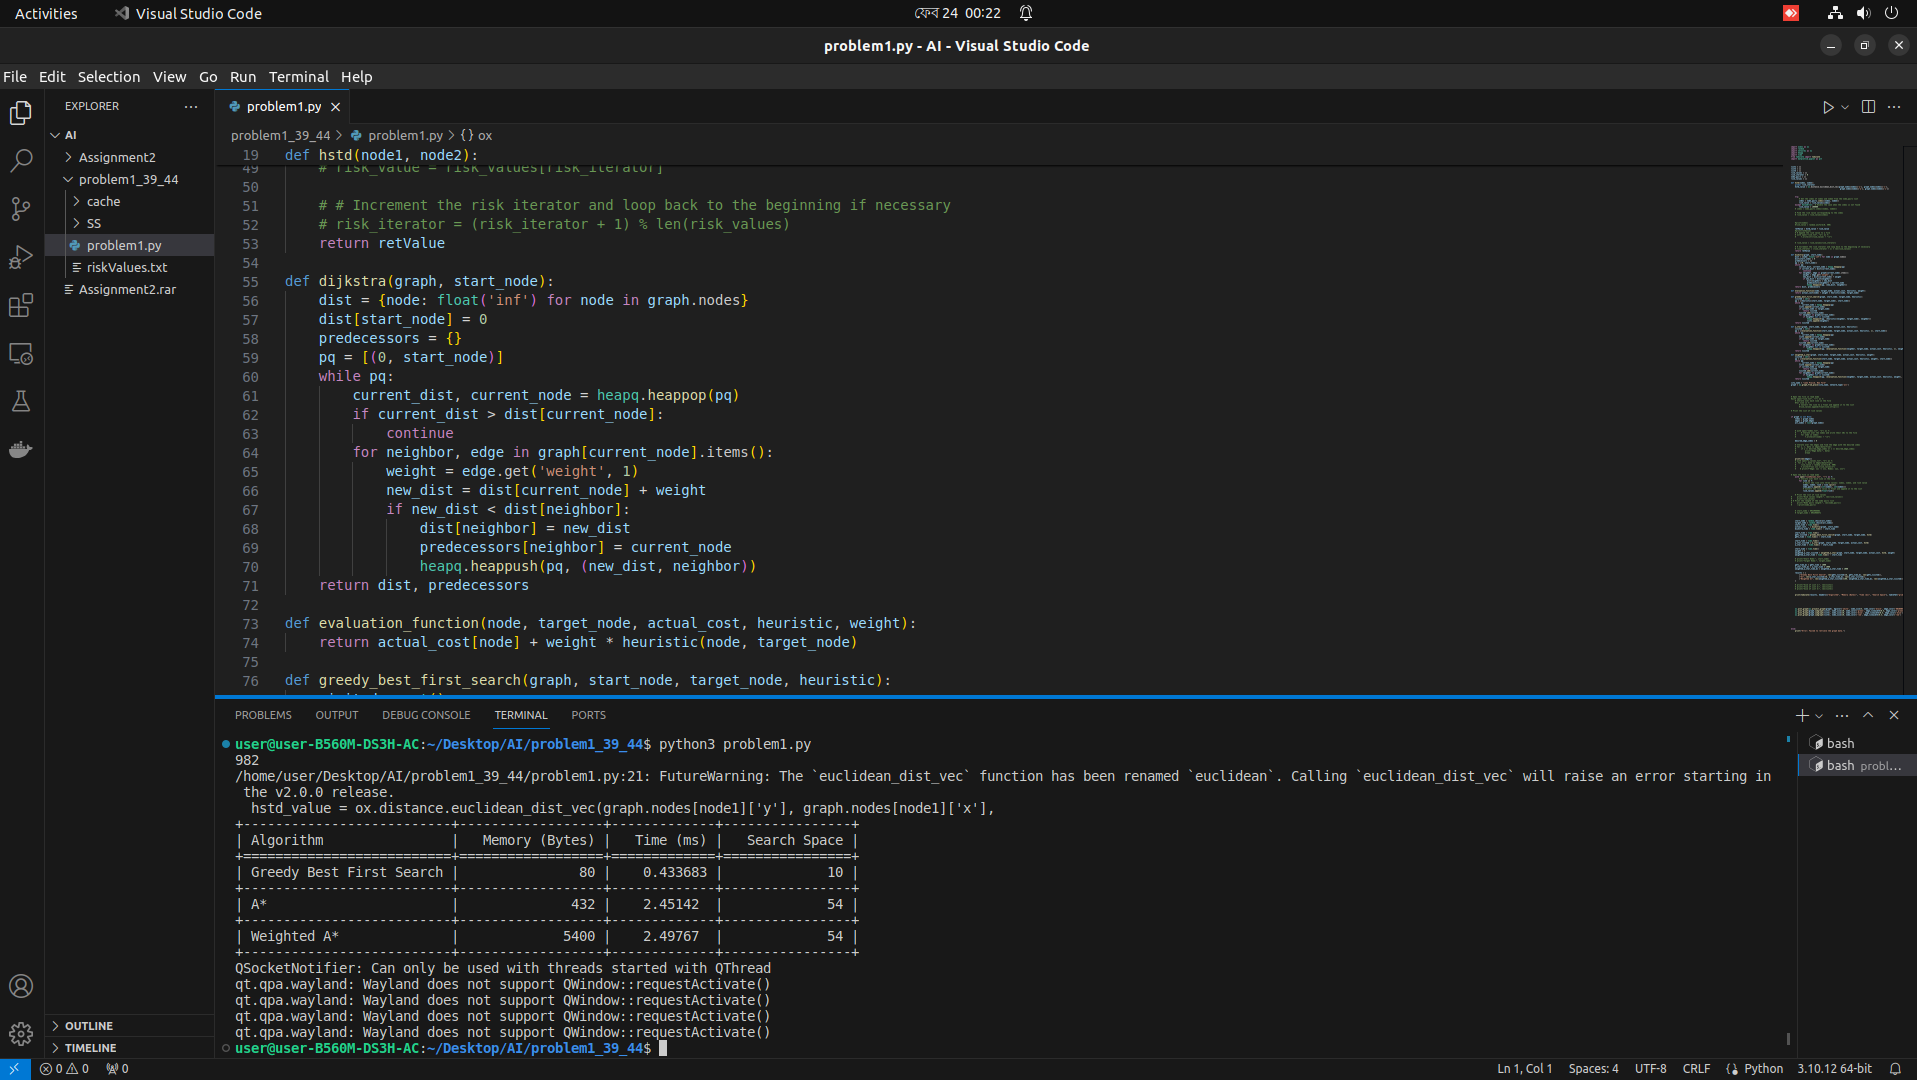 Activities
Visual Studio Code
ফেব 24 00:22
problem1.py - AI - Visual Studio Code
File Edit Selection View Go Run Terminal Help
EXPLORER
AI
Assignment2
problem1_39_44
cache
SS
problem1.py
riskValues.txt
Assignment2.rar
OUTLINE
TIMELINE
problem1.py
problem1_39_44 > problem1.py > {} ox
19 def hstd(node1, node2):
49 # risk_value = risk_values[risk_iterator]
50
51 # # Increment the risk iterator and loop back to the beginning if necessary
52 # risk_iterator = (risk_iterator + 1) % len(risk_values)
53 return retValue
54
55 def dijkstra(graph, start_node):
56 dist = {node: float('inf') for node in graph.nodes}
57 dist[start_node] = 0
58 predecessors = {}
59 pq = [(0, start_node)]
60 while pq:
61 current_dist, current_node = heapq.heappop(pq)
62 if current_dist > dist[current_node]:
63 continue
64 for neighbor, edge in graph[current_node].items():
65 weight = edge.get('weight', 1)
66 new_dist = dist[current_node] + weight
67 if new_dist < dist[neighbor]:
68 dist[neighbor] = new_dist
69 predecessors[neighbor] = current_node
70 heapq.heappush(pq, (new_dist, neighbor))
71 return dist, predecessors
72
73 def evaluation_function(node, target_node, actual_cost, heuristic, weight):
74 return actual_cost[node] + weight * heuristic(node, target_node)
75
76 def greedy_best_first_search(graph, start_node, target_node, heuristic):
PROBLEMS OUTPUT DEBUG CONSOLE TERMINAL PORTS
user@user-B560M-DS3H-AC:~/Desktop/AI/problem1_39_44$ python3 problem1.py
982
/home/user/Desktop/AI/problem1_39_44/problem1.py:21: FutureWarning: The `euclidean_dist_vec` function has been renamed `euclidean`. Calling `euclidean_dist_vec` will raise an error starting in
the v2.0.0 release.
hstd_value = ox.distance.euclidean_dist_vec(graph.nodes[node1]['y'], graph.nodes[node1]['x'],
+--------------------------+------------------+-------------+----------------+
| Algorithm | Memory (Bytes) | Time (ms) | Search Space |
+==========================+==================+=============+================+
| Greedy Best First Search | 80 | 0.433683 | 10 |
+--------------------------+------------------+-------------+----------------+
| A* | 432 | 2.45142 | 54 |
+--------------------------+------------------+-------------+----------------+
| Weighted A* | 5400 | 2.49767 | 54 |
+--------------------------+------------------+-------------+----------------+
QSocketNotifier: Can only be used with threads started with QThread
qt.qpa.wayland: Wayland does not support QWindow::requestActivate()
qt.qpa.wayland: Wayland does not support QWindow::requestActivate()
qt.qpa.wayland: Wayland does not support QWindow::requestActivate()
qt.qpa.wayland: Wayland does not support QWindow::requestActivate()
user@user-B560M-DS3H-AC:~/Desktop/AI/problem1_39_44$
bash
bash probl...
0 0 0
Ln 1, Col 1 Spaces: 4 UTF-8 CRLF {} Python 3.10.12 64-bit